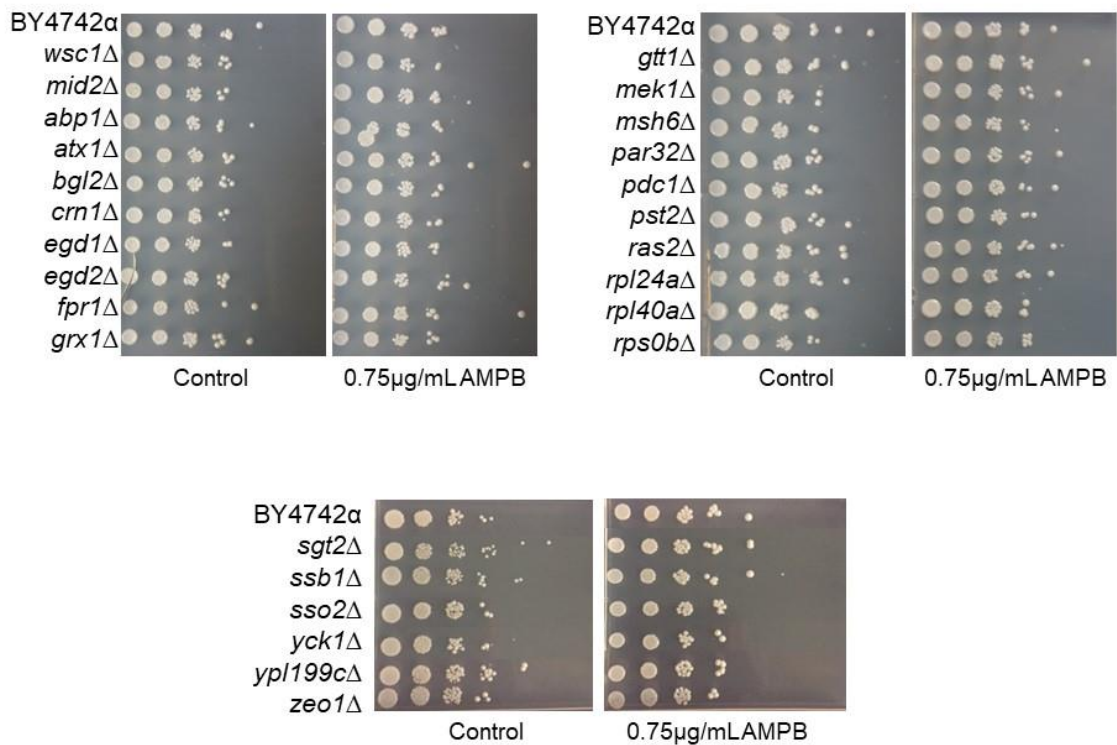 BY4742α
wsc1Δ
mid2Δ
abp1Δ
atx1Δ
bgl2Δ
crn1Δ
egd1Δ
egd2Δ
fpr1Δ
grx1Δ
Control
0.75µg/mLAMPB
BY4742α
gtt1Δ
mek1Δ
msh6Δ
par32Δ
pdc1Δ
pst2Δ
ras2Δ
rpl24aΔ
rpl40aΔ
rps0bΔ
Control
0.75µg/mLAMPB
BY4742α
sgt2Δ
ssb1Δ
sso2Δ
yck1Δ
ypl199cΔ
zeo1Δ
Control
0.75µg/mLAMPB